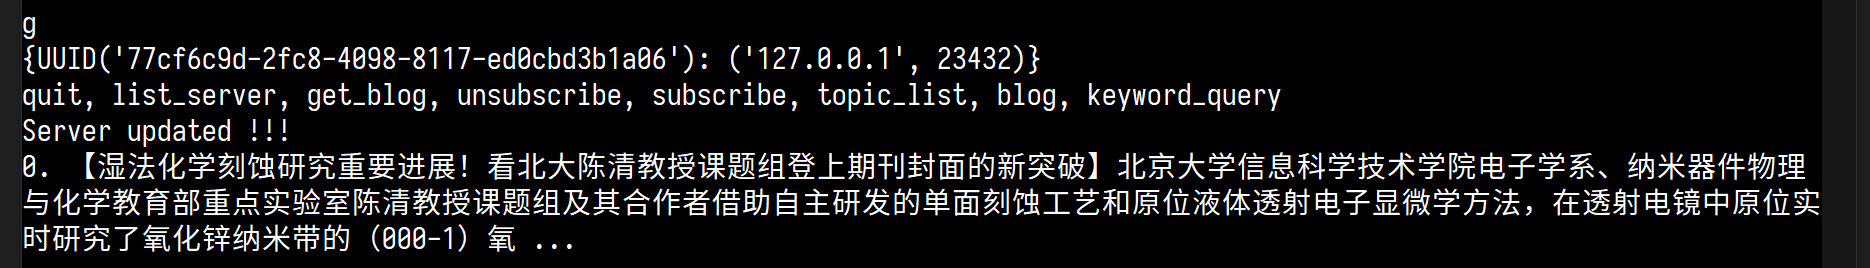 g
{UUID('77cf6c9d-2fc8-4098-8117-ed0cbd3b1a06'): ('127.0.0.1', 23432)}
quit, list_server, get_blog, unsubscribe, subscribe, topic_list, blog, keyword_query
Server updated !!!
0. 【湿法化学刻蚀研究重要进展！看北大陈清教授课题组登上期刊封面的新突破】北京大学信息科学技术学院电子学系、纳米器件物理
与化学教育部重点实验室陈清教授课题组及其合作者借助自主研发的单面刻蚀工艺和原位液体透射电子显微学方法，在透射电镜中原位实
时研究了氧化锌纳米带的（000-1）氧 ...